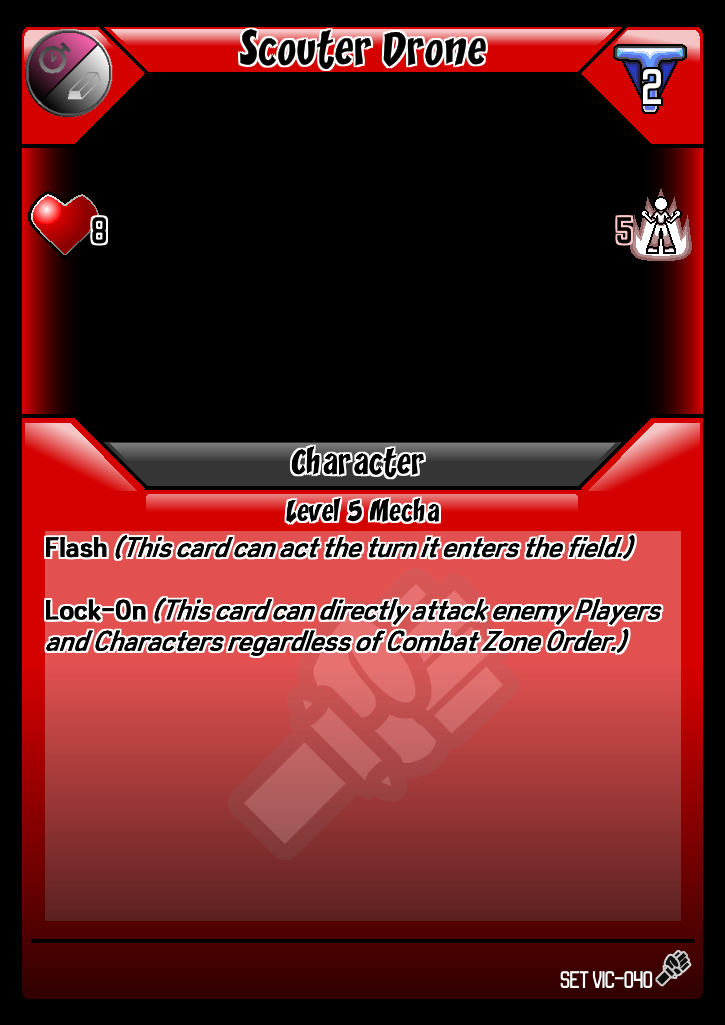 Scouter Drone
2
8
5
Character
Level 5 Mecha
Flash (This card can act the turn it enters the field.)
Lock-On (This card can directly attack enemy Players
and Characters regardless of Combat Zone Order.)
SET VIC-040